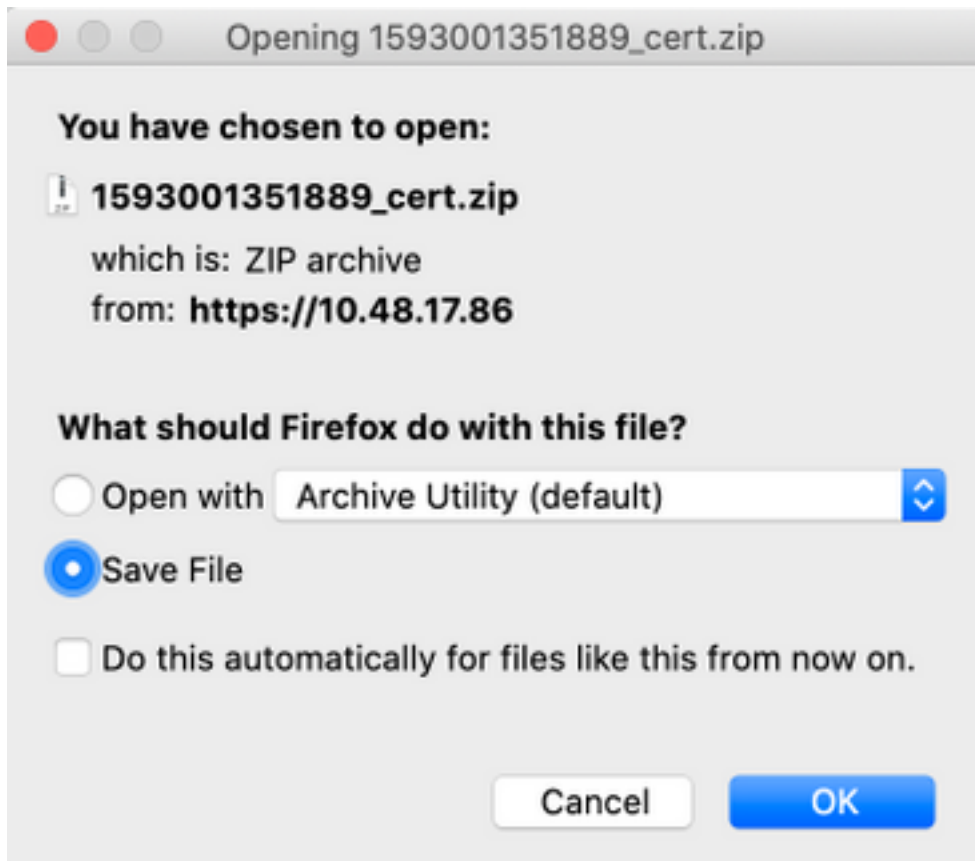 Opening 1593001351889_cert.zip
You have chosen to open:
1593001351889_cert.zip
which is: ZIP archive
from: https://10.48.17.86
What should Firefox do with this file?
Open with Archive Utility (default)
Save File
Do this automatically for files like this from now on.
Cancel OK